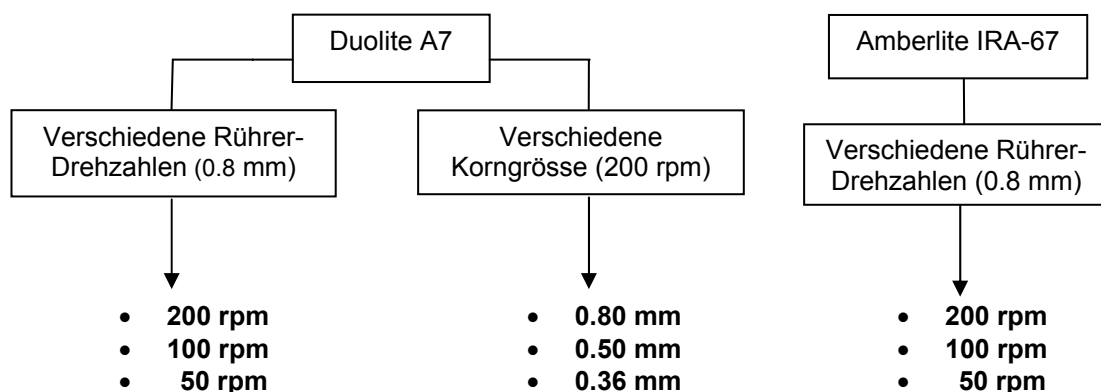 Duolite A7
Amberlite IRA-67
Verschiedene Rührer-
Drehzahlen (0.8 mm)
Verschiedene
Korngrösse (200 rpm)
Verschiedene Rührer-
Drehzahlen (0.8 mm)
• 200 rpm
• 100 rpm
• 50 rpm
• 0.80 mm
• 0.50 mm
• 0.36 mm
• 200 rpm
• 100 rpm
• 50 rpm